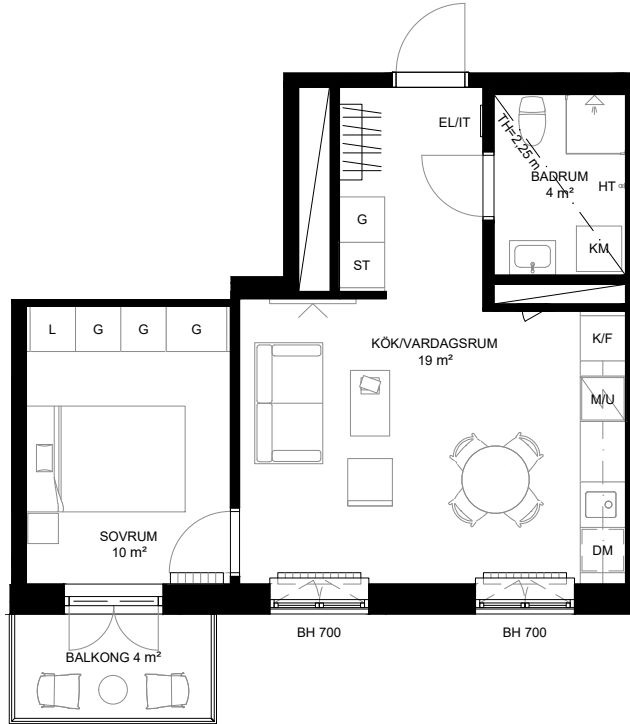 EL/IT
TH=2,25 m
BADRUM
4 m²
HT
G
KM
ST
L
G
G
G
KÖK/VARDAGSRUM
19 m²
K/F
M/U
SOVRUM
10 m²
DM
BH 700
BH 700
BALKONG 4 m²